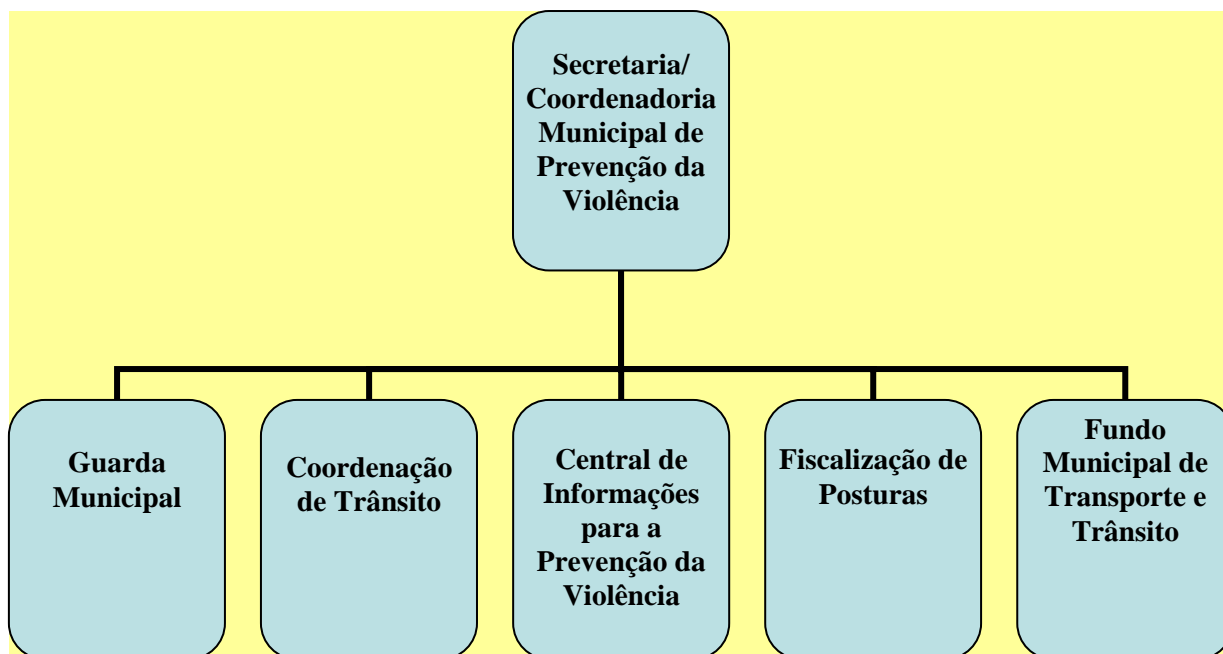 Secretaria/
Coordenadoria
Municipal de
Prevenção da
Violência
Guarda
Municipal
Coordenação
de Trânsito
Central de
Informações
para a
Prevenção da
Violência
Fiscalização de
Posturas
Fundo
Municipal de
Transporte e
Trânsito